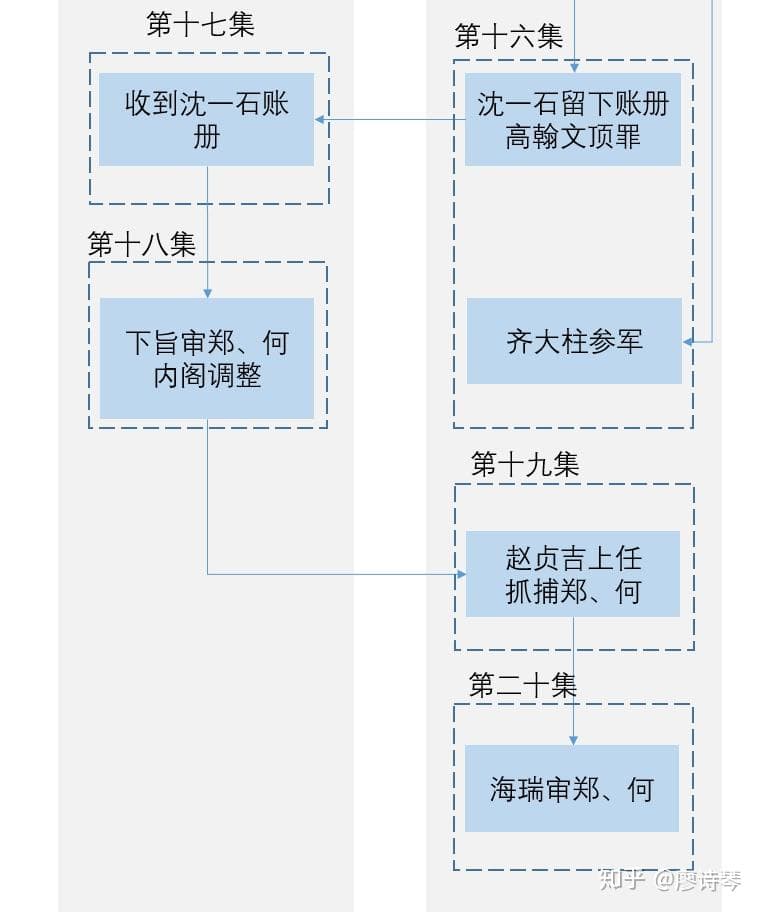 第十七集
收到沈一石账
册
第十六集
沈一石留下账册
高翰文顶罪
第十八集
下旨审郑、何
内阁调整
齐大柱参军
第十九集
赵贞吉上任
抓捕郑、何
第二十集
海瑞审郑、何
知乎 @廖诗琴